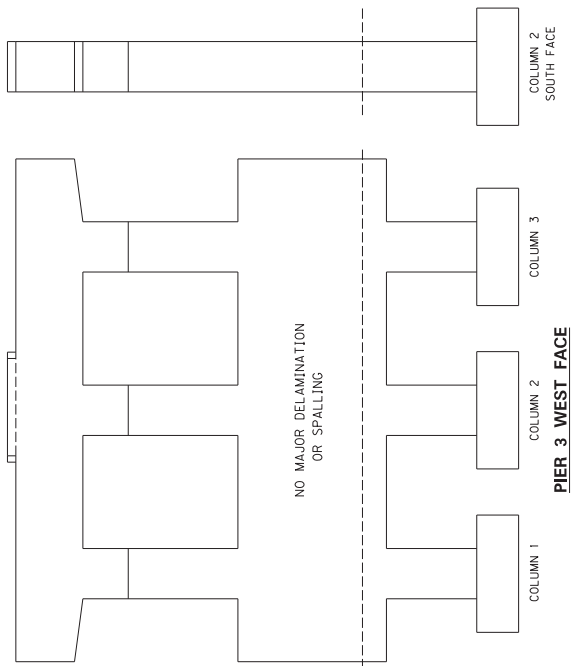 COLUMN 2
SOUTH FACE
NO MAJOR DELAMINATION
OR SPALLING
COLUMN 1
COLUMN 2
COLUMN 3
PIER 3 WEST FACE